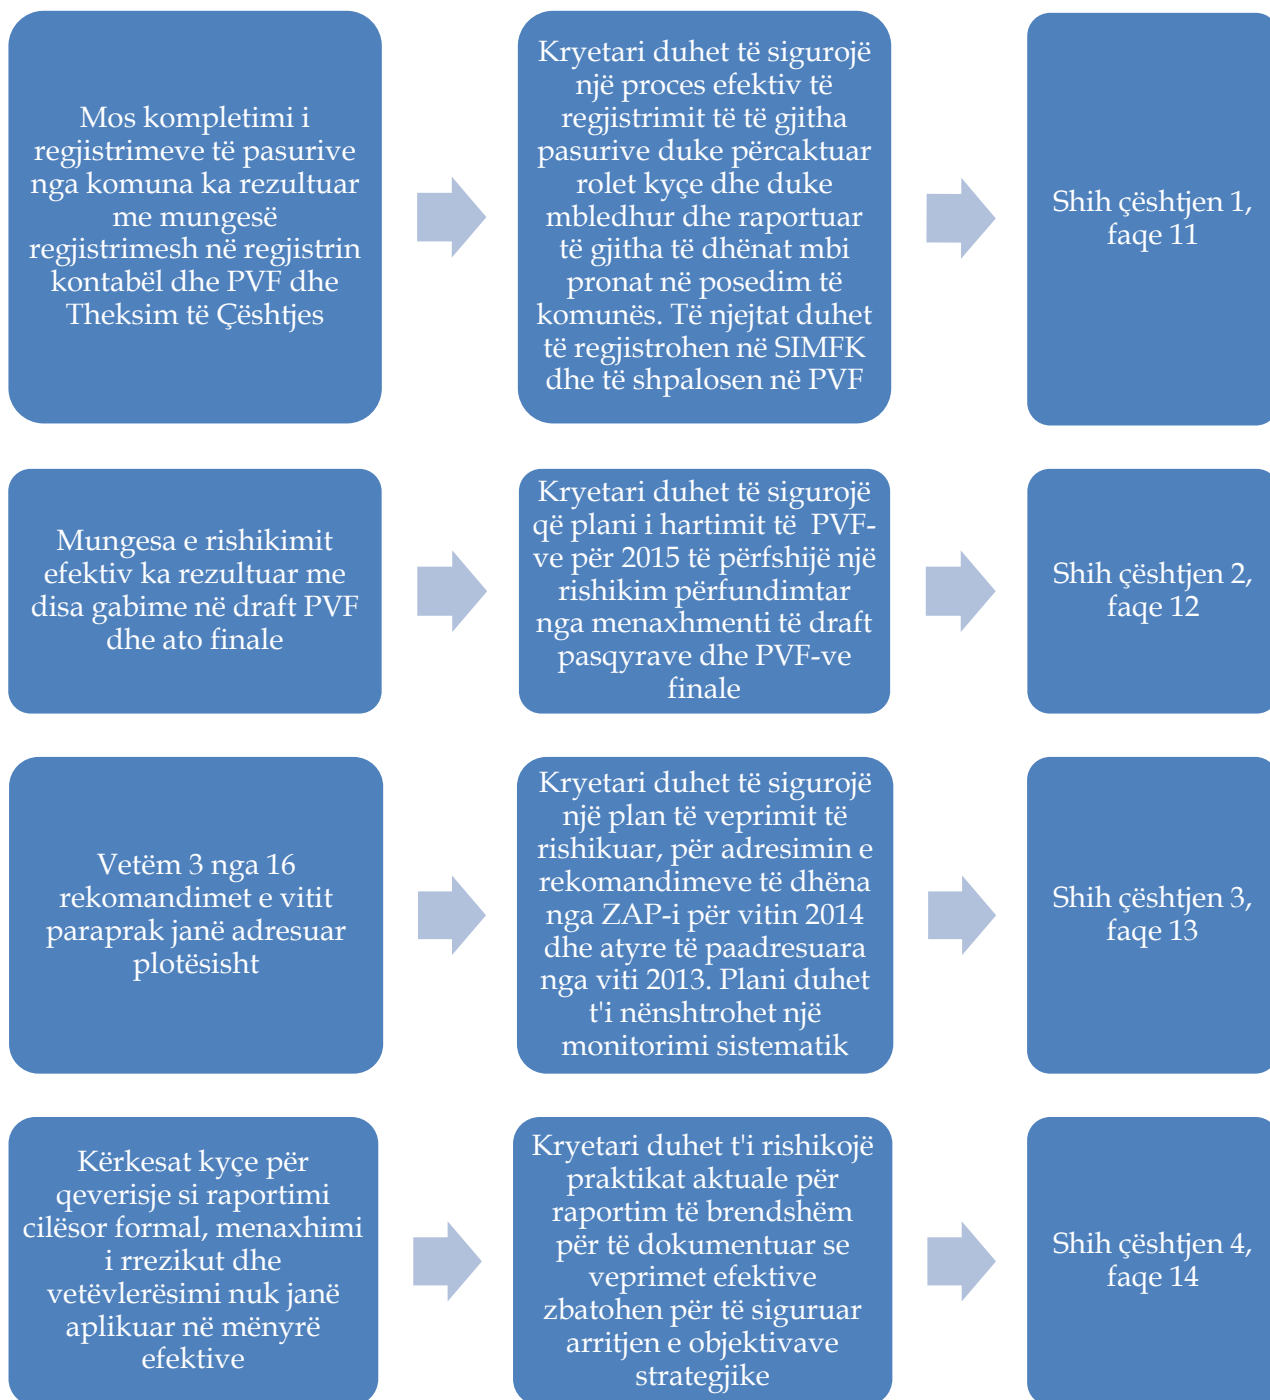 Mos kompletimi i
regjistrimeve të pasurive
nga komuna ka rezultuar
me mungesë
regjistrimesh në regjistrin
kontabël dhe PVF dhe
Theksim të Çështjes
Kryetari duhet të sigurojë
një proces efektiv të
regjistrimit të të gjitha
pasurive duke përcaktuar
rolet kyçe dhe duke
mbledhur dhe raportuar
të gjitha të dhënat mbi
pronat në posedim të
komunës. Të njejtat duhet
të regjistrohen në SIMFK
dhe të shpalosen në PVF
Shih çështjen 1,
faqe 11
Mungesa e rishikimit
efektiv ka rezultuar me
disa gabime në draft PVF
dhe ato finale
Kryetari duhet të sigurojë
që plani i hartimit të  PVF-
ve për 2015 të përfshijë një
rishikim përfundimtar
nga menaxhmenti të draft
pasqyrave dhe PVF-ve
finale
Shih çështjen 2,
faqe 12
Vetëm 3 nga 16
rekomandimet e vitit
paraprak janë adresuar
plotësisht
Kryetari duhet të sigurojë
një plan të veprimit të
rishikuar, për adresimin e
rekomandimeve të dhëna
nga ZAP-i për vitin 2014
dhe atyre të paadresuara
nga viti 2013. Plani duhet
t'i nënshtrohet një
monitorimi sistematik
Shih çështjen 3,
faqe 13
Kërkesat kyçe për
qeverisje si raportimi
cilësor formal, menaxhimi
i rrezikut dhe
vetëvlerësimi nuk janë
aplikuar në mënyrë
efektive
Kryetari duhet t'i rishikojë
praktikat aktuale për
raportim të brendshëm
për të dokumentuar se
veprimet efektive
zbatohen për të siguruar
arritjen e objektivave
strategjike
Shih çështjen 4,
faqe 14